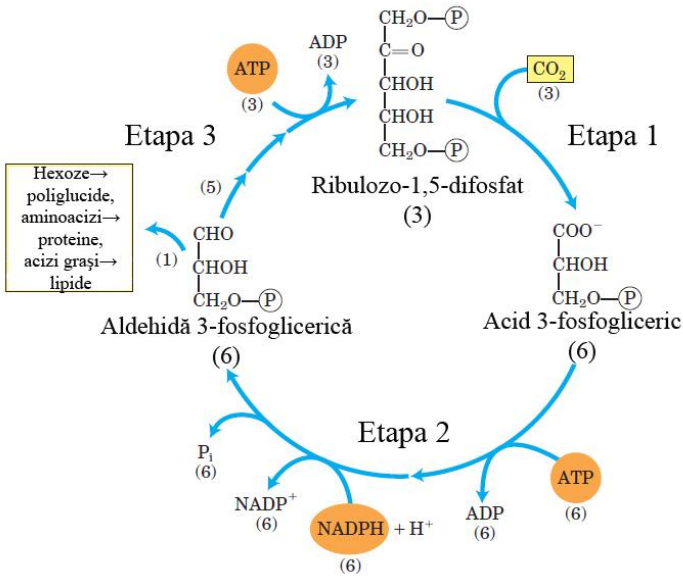 CH₂O—Ⓟ
C=O
CHOH
CHOH
CH₂O—Ⓟ
Ribulozo-1,5-difosfat
(3)
CO₂
(3)
Etapa 1
COO⁻
CHOH
CH₂O—Ⓟ
Acid 3-fosfogliceric
(6)
ATP
(6)
ADP
(6)
Etapa 2
NADPH + H⁺
(6)
NADP⁺
(6)
Pᵢ
(6)
CHO
CHOH
CH₂O—Ⓟ
Aldehidă 3-fosfoglicerică
(6)
(1)
Hexoze→
poliglucide,
aminoacizi→
proteine,
acizi grași→
lipide
(5)
Etapa 3
ATP
(3)
ADP
(3)